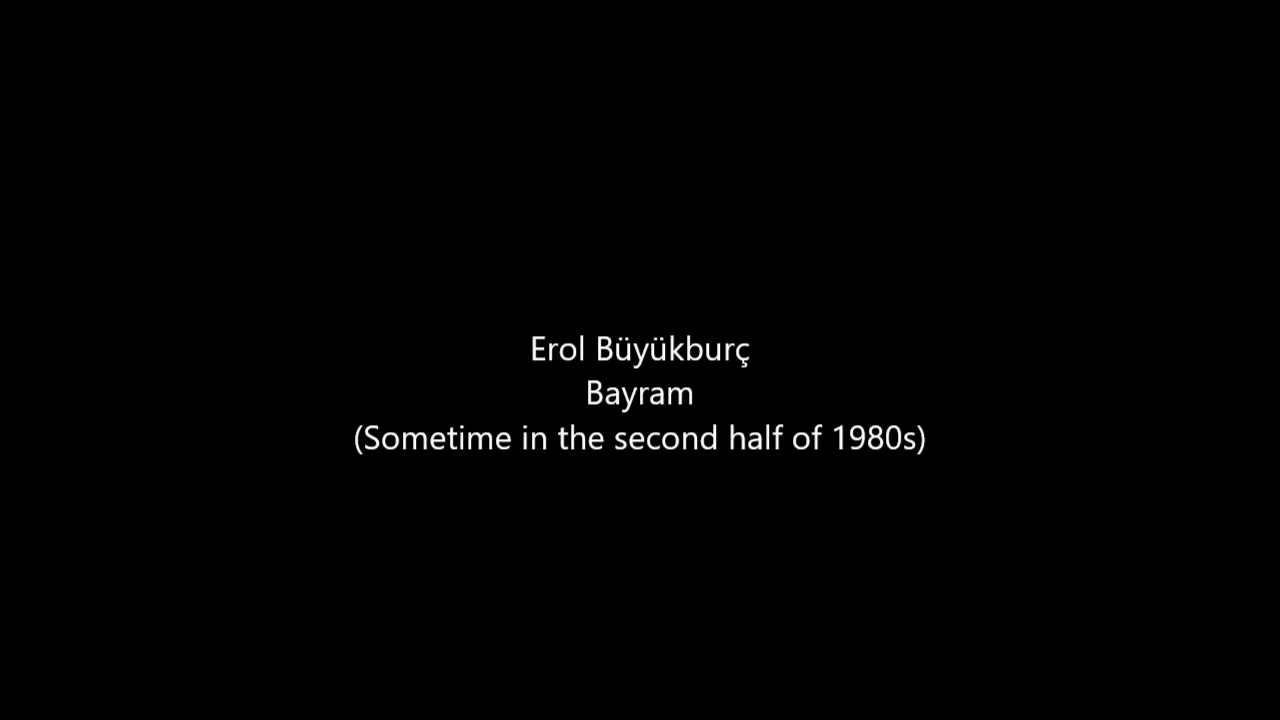 Erol Büyükburç
Bayram
(Sometime in the second half of 1980s)